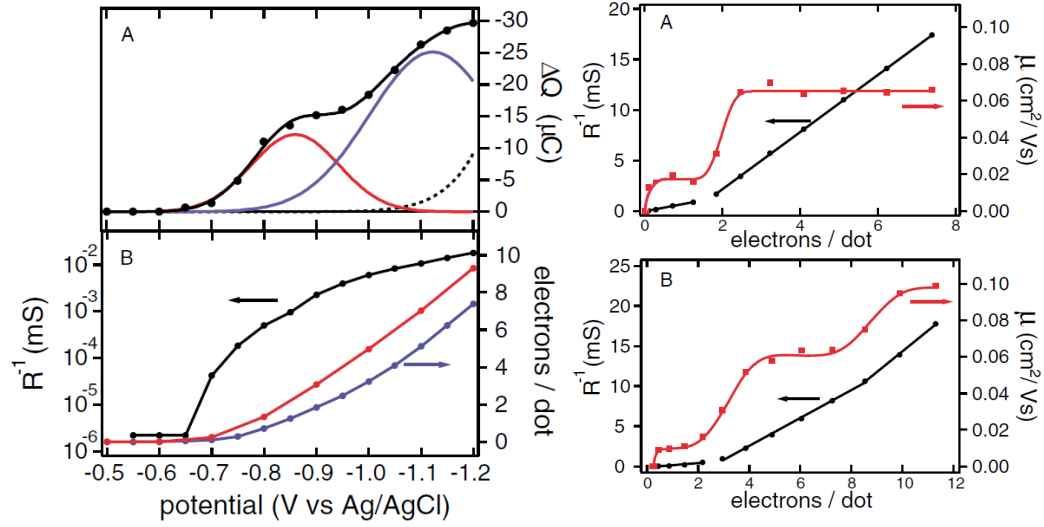 A
-30
-25
-20
-15
-10
-5
0
ΔQ (µC)
B
10⁻²
10⁻³
10⁻⁴
10⁻⁵
10⁻⁶
R⁻¹ (mS)
10
8
6
4
2
0
electrons / dot
-0.5 -0.6 -0.7 -0.8 -0.9 -1.0 -1.1 -1.2
potential (V vs Ag/AgCl)
A
20
15
10
5
0
R⁻¹ (mS)
0.10
0.08
0.06
0.04
0.02
0.00
µ (cm²/ Vs)
0 2 4 6 8
electrons / dot
B
25
20
15
10
5
0
R⁻¹ (mS)
0.10
0.08
0.06
0.04
0.02
0.00
µ (cm²/ Vs)
0 2 4 6 8 10 12
electrons / dot